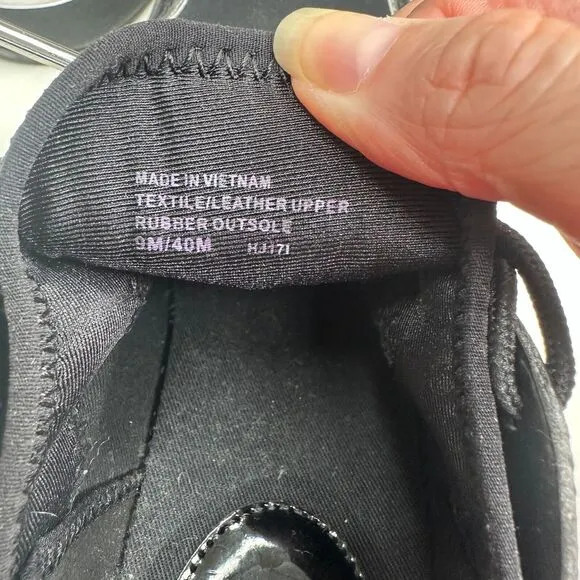 MADE IN VIETNAM
TEXTILE/LEATHER UPPER
RUBBER OUTSOLE
9M/40M HJ171